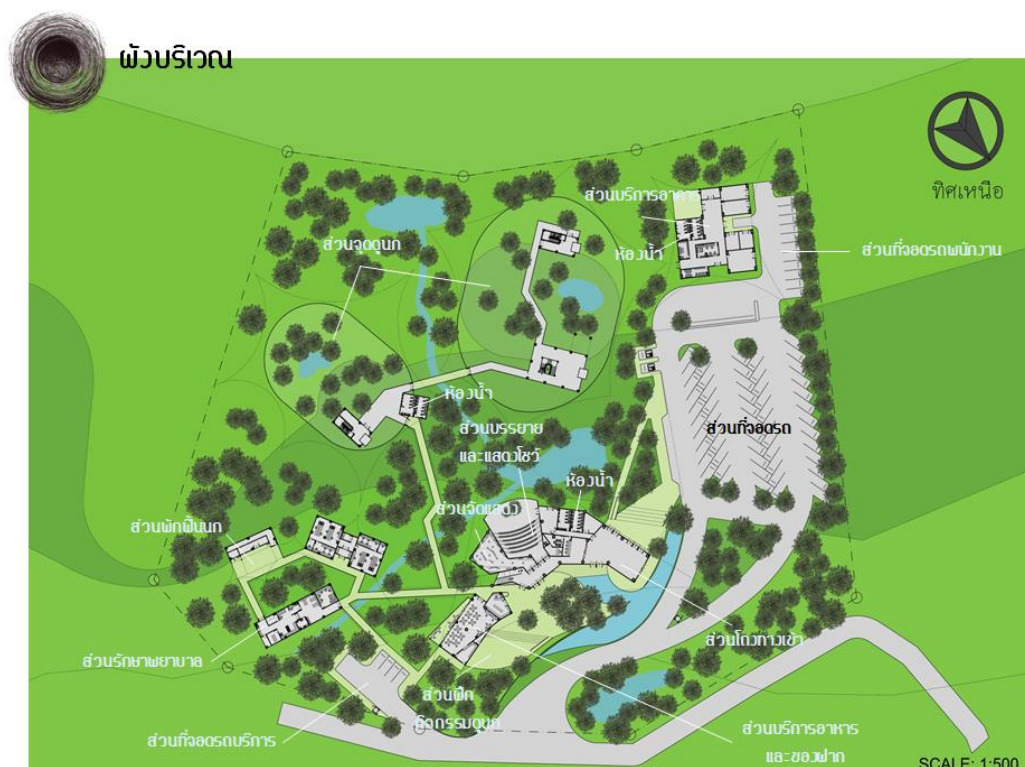 ผังบริเวณ
ทิศเหนือ
ส่วนบริการอาคาร
ส่วนจุดดูนก
ห้องน้ำ
ส่วนที่จอดรถพนักงาน
ห้องน้ำ
ส่วนบรรยาย
และแสดงโชว์
ส่วนที่จอดรถ
ห้องน้ำ
ส่วนจัดแสดง
ส่วนพักฟื้นนก
ส่วนโถงทางเข้า
ส่วนรักษาพยาบาล
ส่วนฝึก
กิจกรรมดูนก
ส่วนที่จอดรถบริการ
ส่วนบริการอาหาร
และของฝาก
SCALE: 1:500